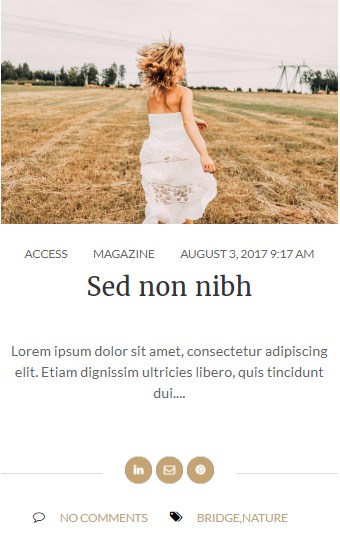 ACCESS MAGAZINE AUGUST 3, 2017 9:17 AM
Sed non nibh
Lorem ipsum dolor sit amet, consectetur adipiscing
elit. Etiam dignissim ultricies libero, quis tincidunt
dui....
in
NO COMMENTS BRIDGE,NATURE